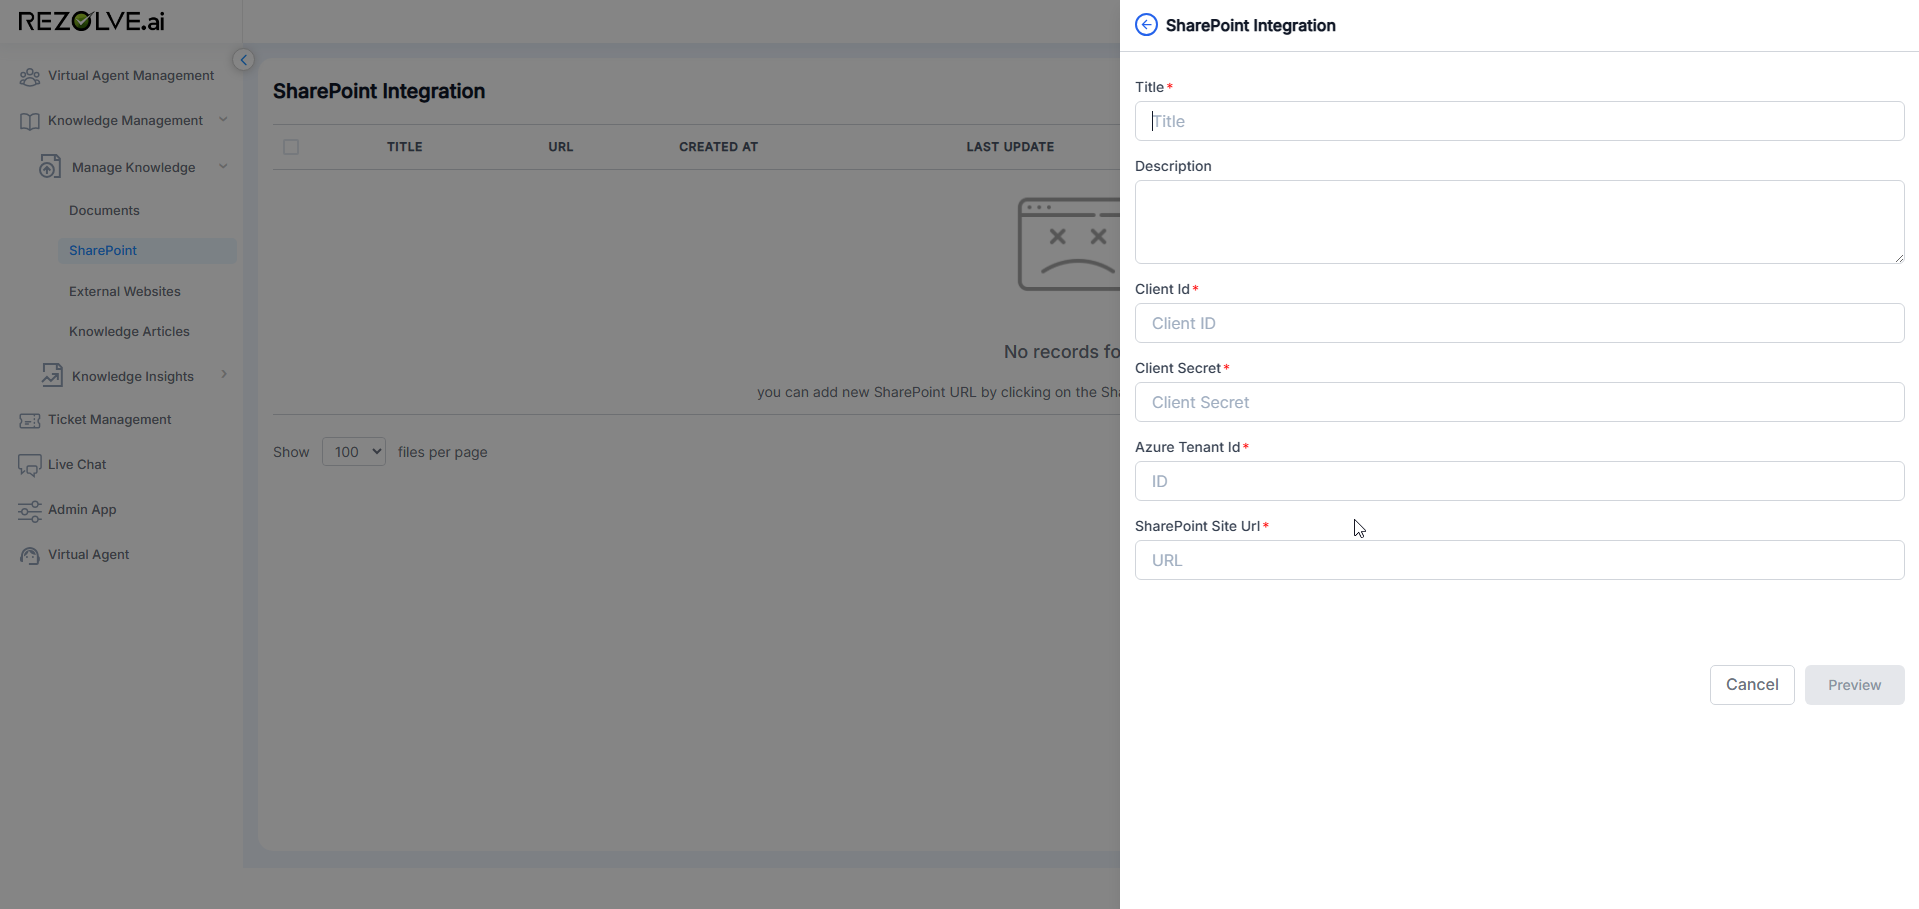 REZOLVE.ai
Virtual Agent Management
Knowledge Management
Manage Knowledge
Documents
SharePoint
External Websites
Knowledge Articles
Knowledge Insights
Ticket Management
Live Chat
Admin App
Virtual Agent
SharePoint Integration
TITLE URL CREATED AT LAST UPDATE
No records fo
you can add new SharePoint URL by clicking on the Sha
Show 100 files per page
SharePoint Integration
Title*
Title
Description
Client Id*
Client ID
Client Secret*
Client Secret
Azure Tenant Id*
ID
SharePoint Site Url*
URL
Cancel Preview